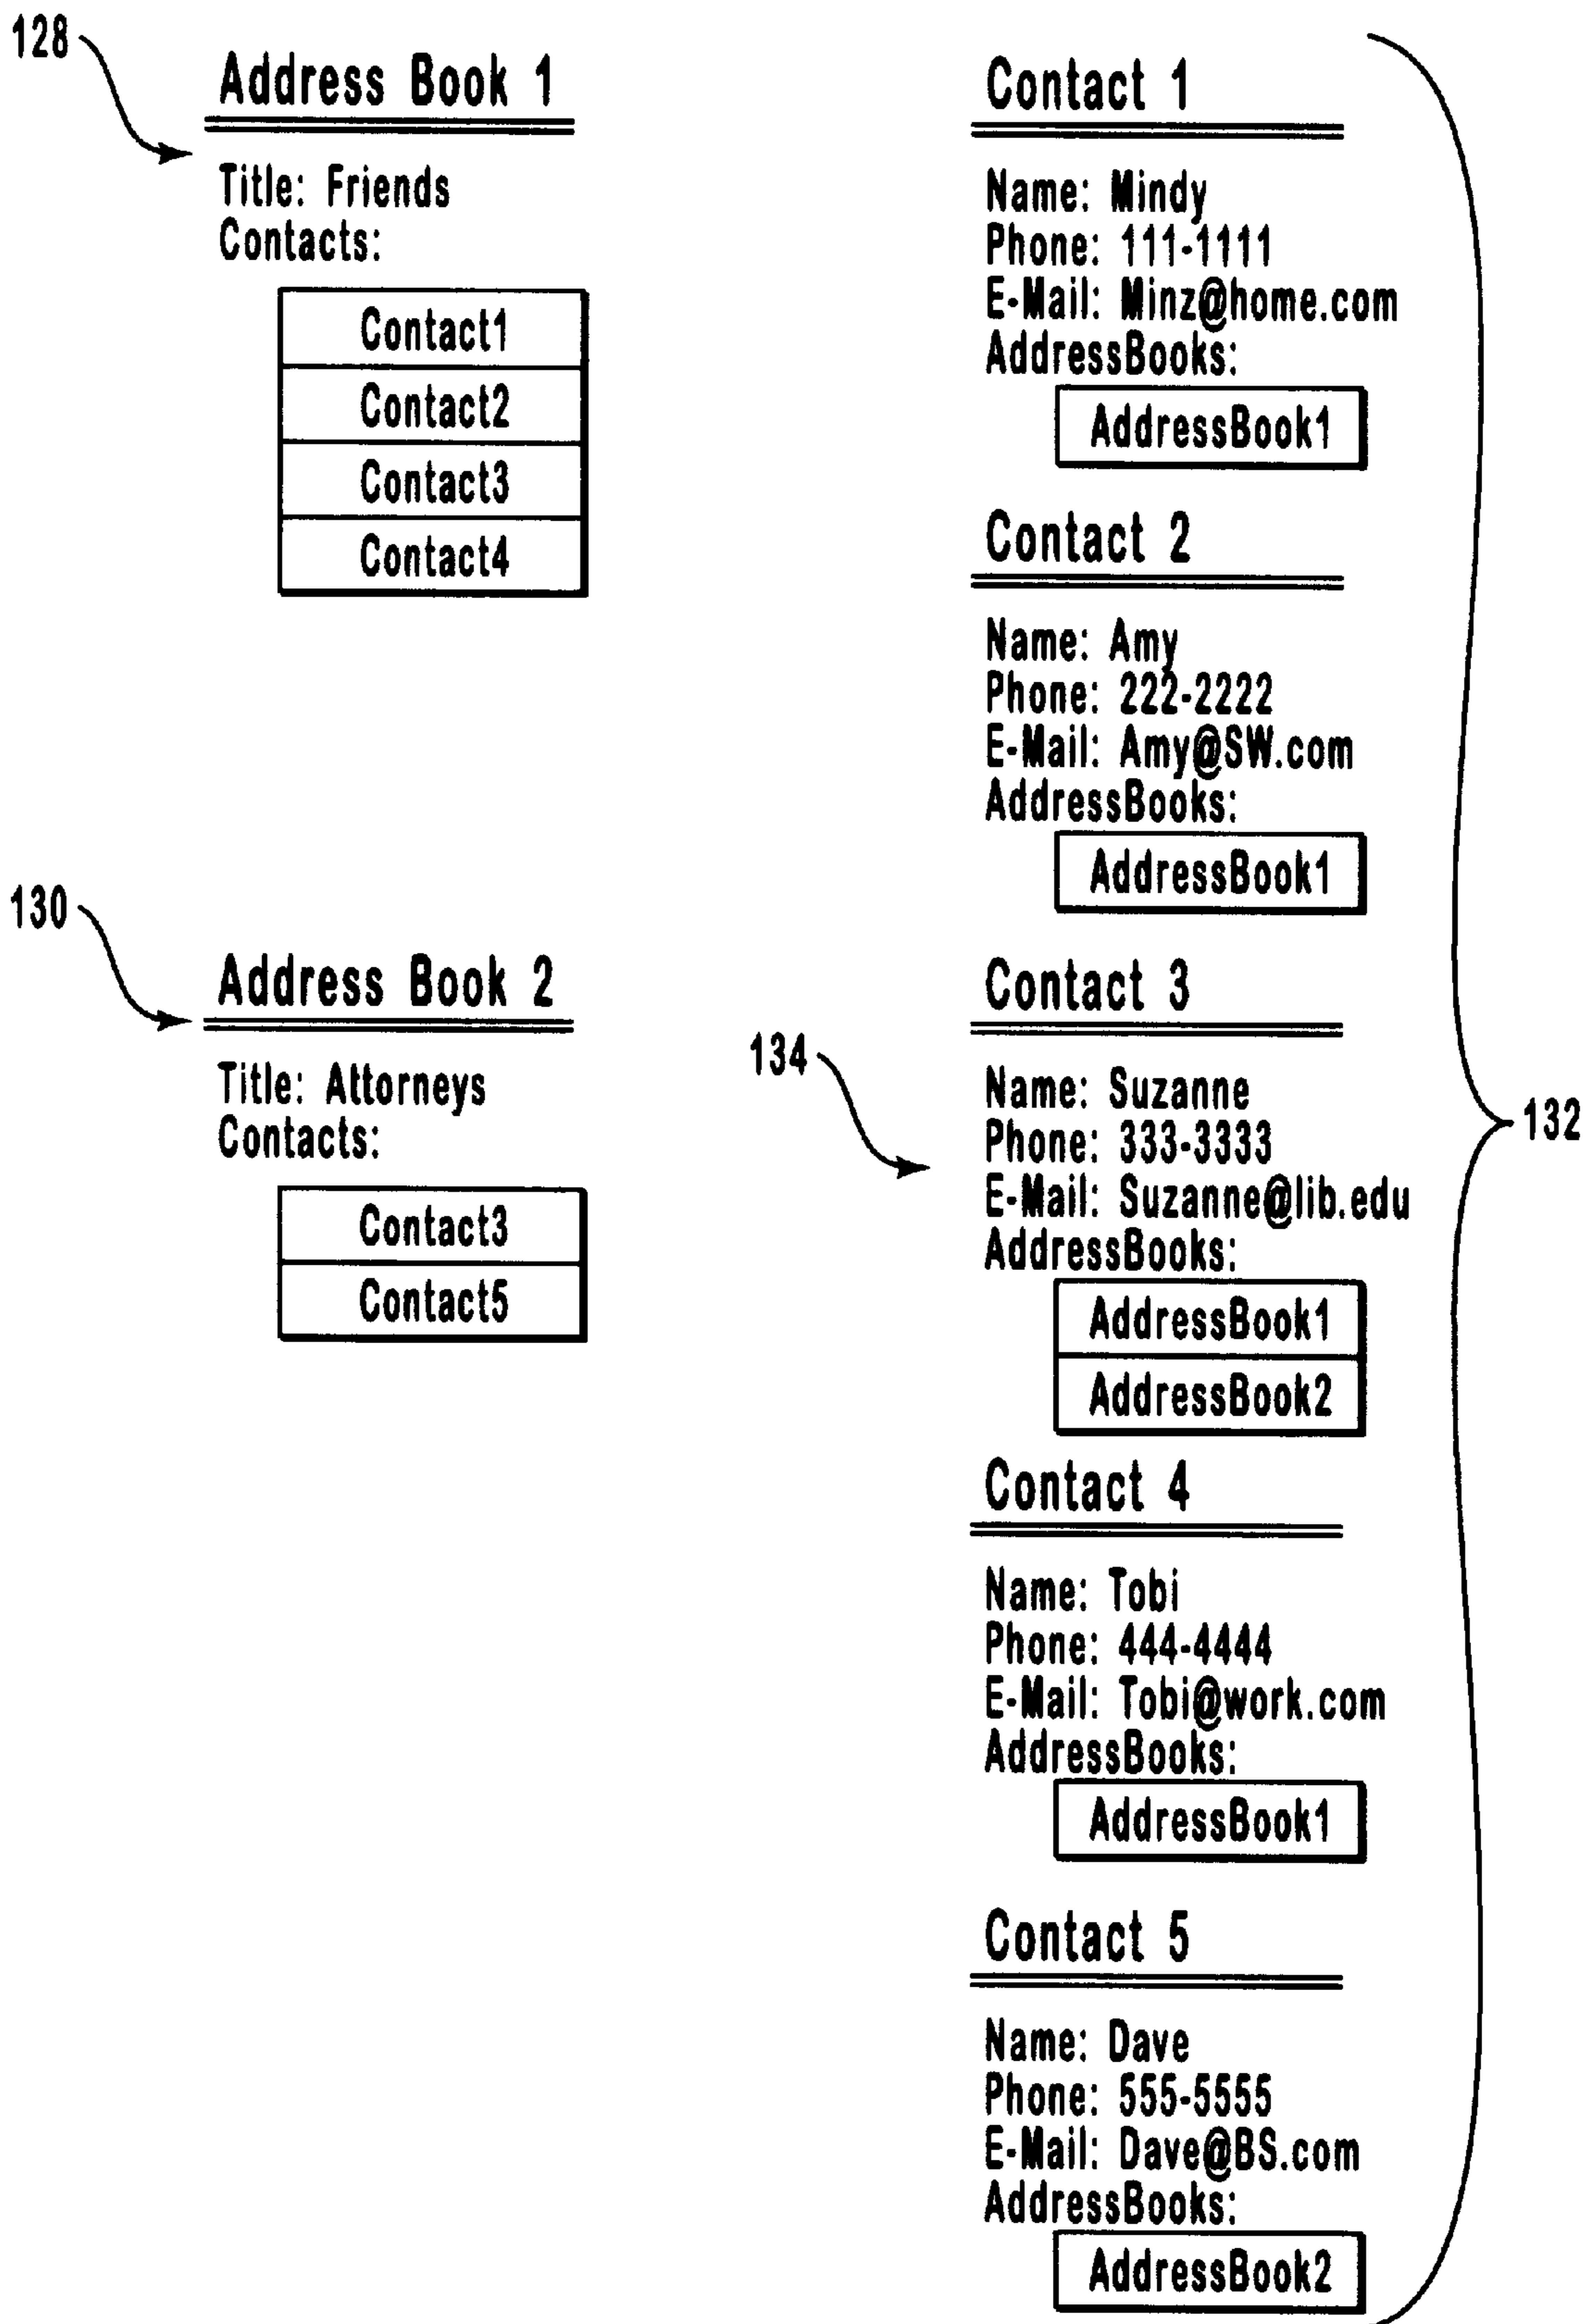 128
Address Book 1
Title: Friends
Contacts:
Contact1
Contact2
Contact3
Contact4
130
Address Book 2
Title: Attorneys
Contacts:
Contact3
Contact5
Contact 1
Name: Mindy
Phone: 111-1111
E-Mail: Minz@home.com
AddressBooks:
AddressBook1
Contact 2
Name: Amy
Phone: 222-2222
E-Mail: Amy@SW.com
AddressBooks:
AddressBook1
134
Contact 3
Name: Suzanne
Phone: 333-3333
E-Mail: Suzanne@lib.edu
AddressBooks:
AddressBook1
AddressBook2
Contact 4
Name: Tobi
Phone: 444-4444
E-Mail: Tobi@work.com
AddressBooks:
AddressBook1
Contact 5
Name: Dave
Phone: 555-5555
E-Mail: Dave@BS.com
AddressBooks:
AddressBook2
132